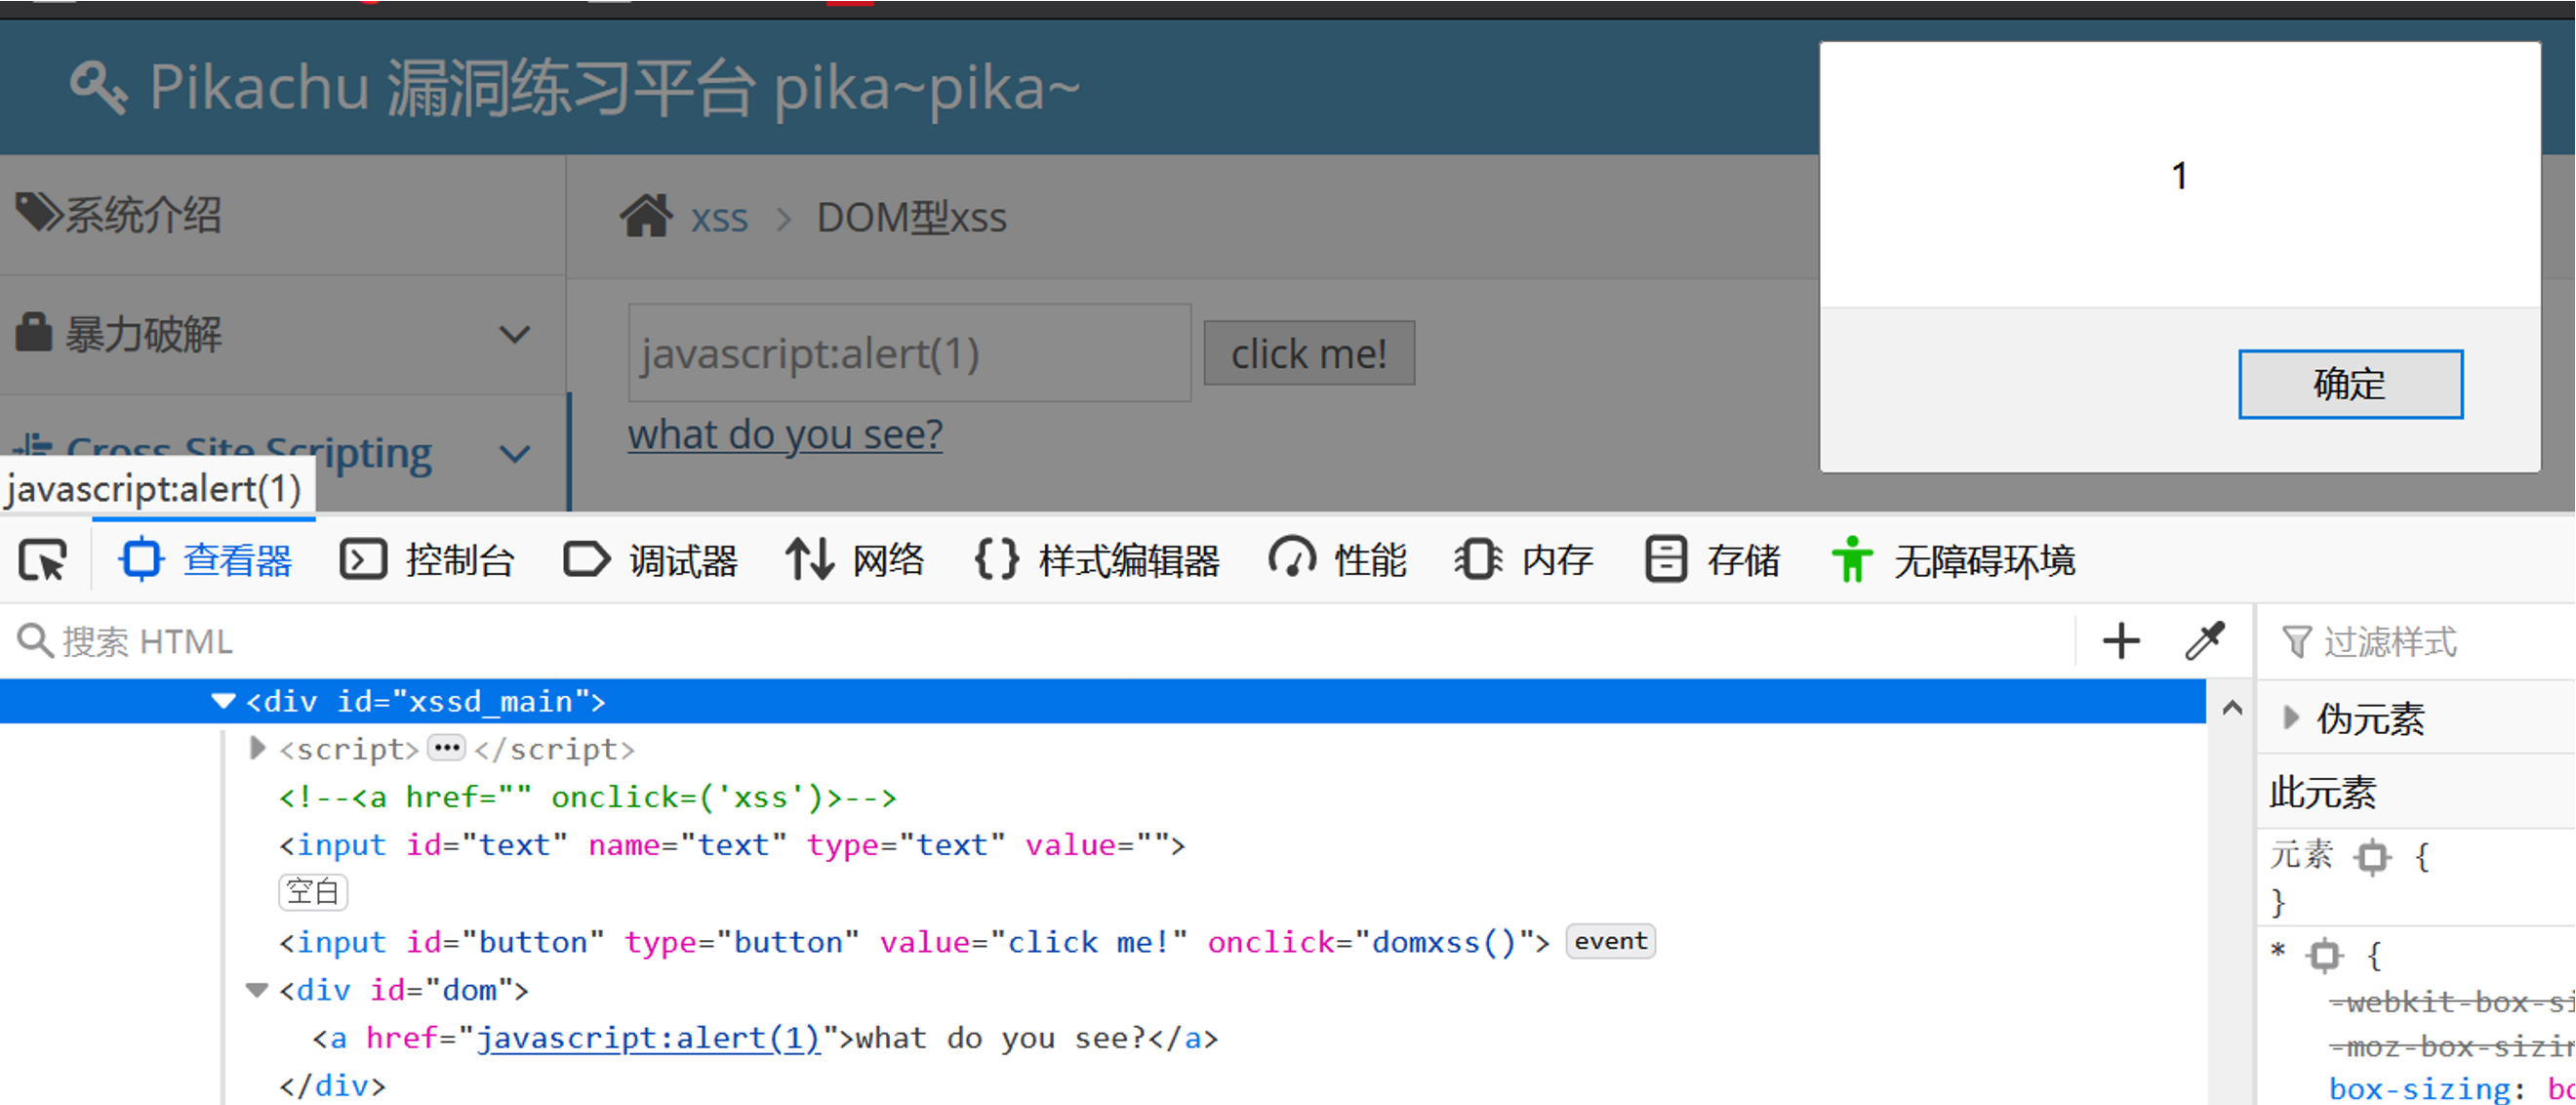 Pikachu 漏洞练习平台 pika~pika~
1
确定
系统介绍
xss > DOM型xss
暴力破解
javascript:alert(1)
click me!
Cross-Site Scripting
what do you see?
javascript:alert(1)
查看器 控制台 调试器 网络 样式编辑器 性能 内存 存储 无障碍环境
搜索 HTML
过滤样式
<div id="xssd_main">
<script>•••</script>
<!--<a href="" onclick=('xss')>-->
<input id="text" name="text" type="text" value="">
空白
<input id="button" type="button" value="click me!" onclick="domxss()"> event
<div id="dom">
<a href="javascript:alert(1)">what do you see?</a>
</div>
伪元素
此元素
元素 {
}
* {
-webkit-box-si
-moz-box-sizin
box-sizing: bo